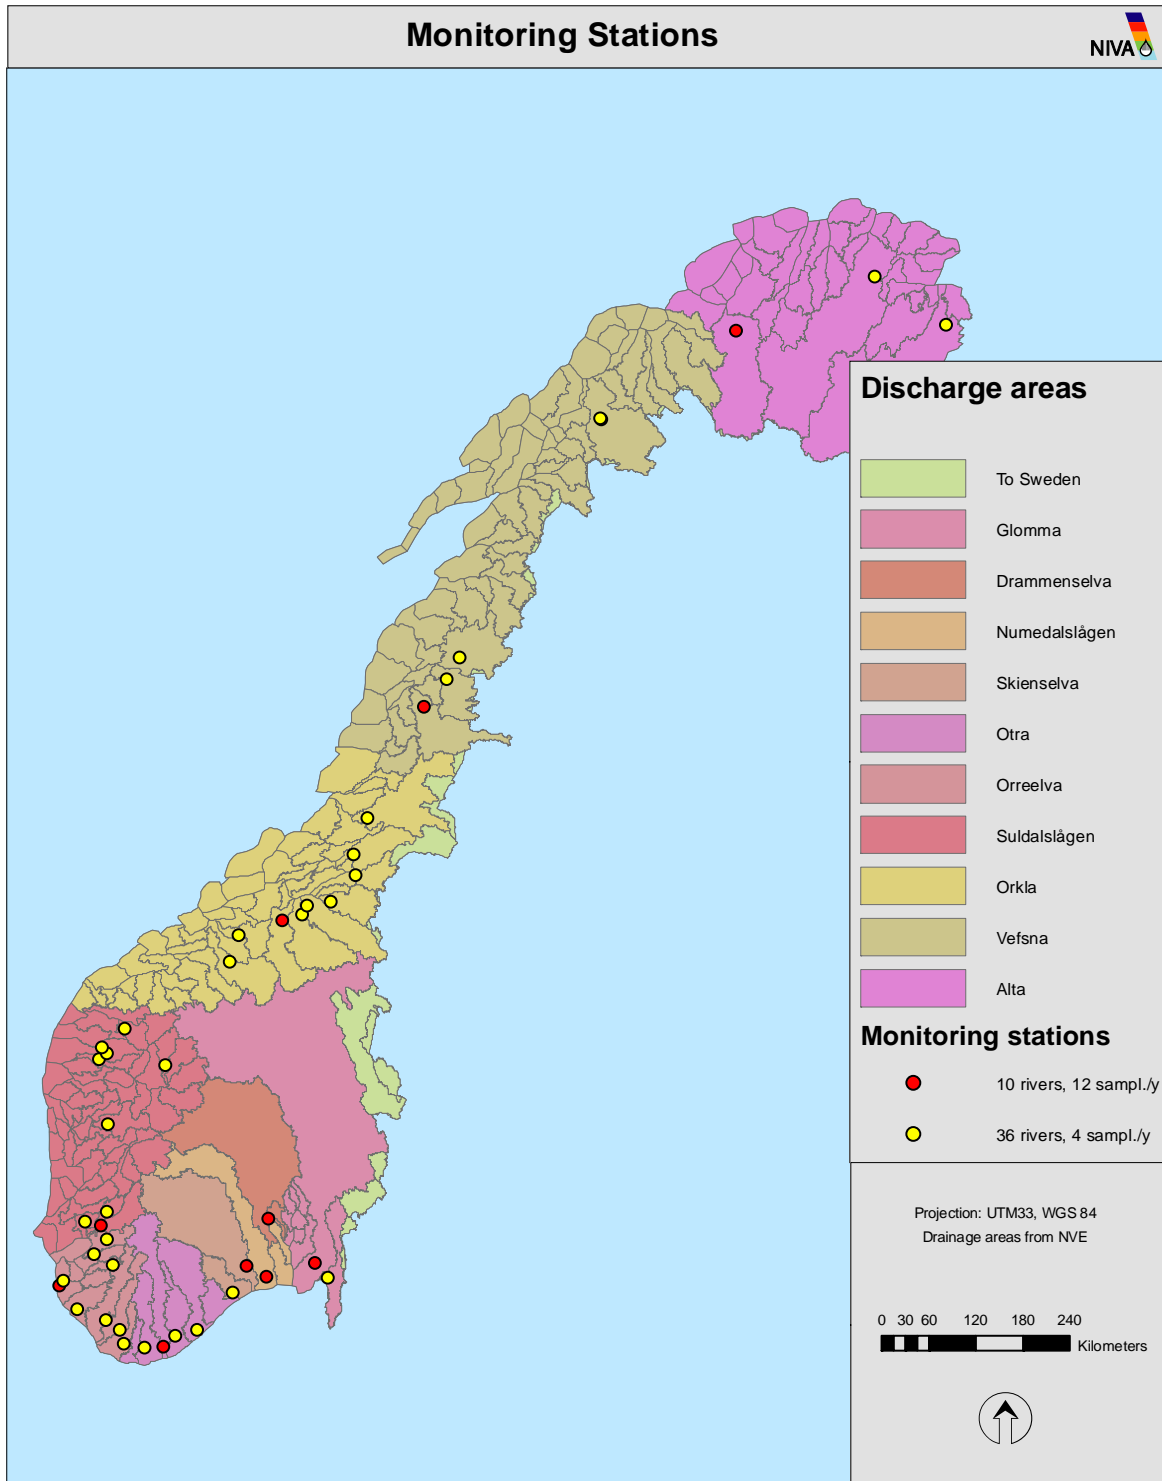 Monitoring Stations
NIVA
Discharge areas
To Sweden
Glomma
Drammenselva
Numedalslågen
Skienselva
Otra
Orreelva
Suldalslågen
Orkla
Vefsna
Alta
Monitoring stations
10 rivers, 12 sampl./y
36 rivers, 4 sampl./y
Projection: UTM33, WGS 84
Drainage areas from NVE
0 30 60 120 180 240
Kilometers